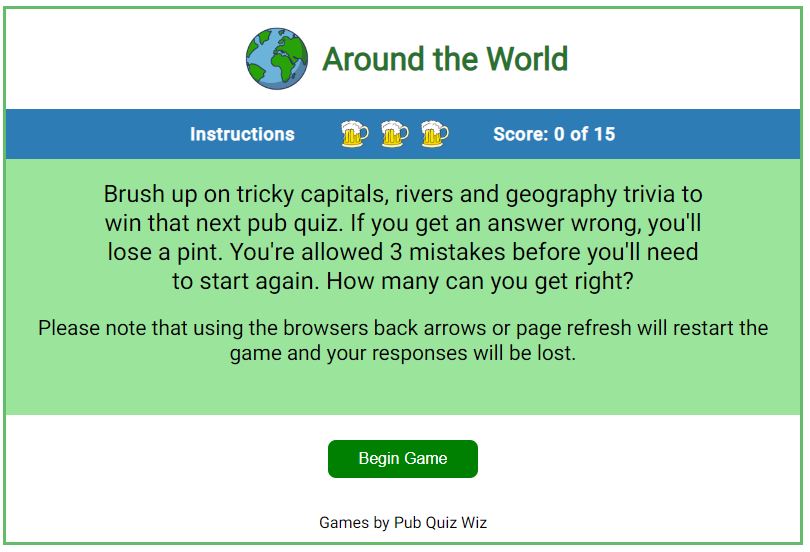 Around the World
Instructions
Score: 0 of 15
Brush up on tricky capitals, rivers and geography trivia to
win that next pub quiz. If you get an answer wrong, you'll
lose a pint. You're allowed 3 mistakes before you'll need
to start again. How many can you get right?
Please note that using the browsers back arrows or page refresh will restart the
game and your responses will be lost.
Begin Game
Games by Pub Quiz Wiz